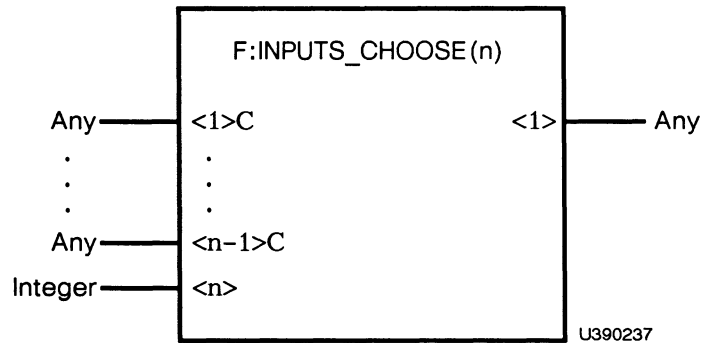 F:INPUTS_CHOOSE(n)
Any <1>C <1> Any
. .
. .
. .
Any <n-1>C
Integer <n>
U390237